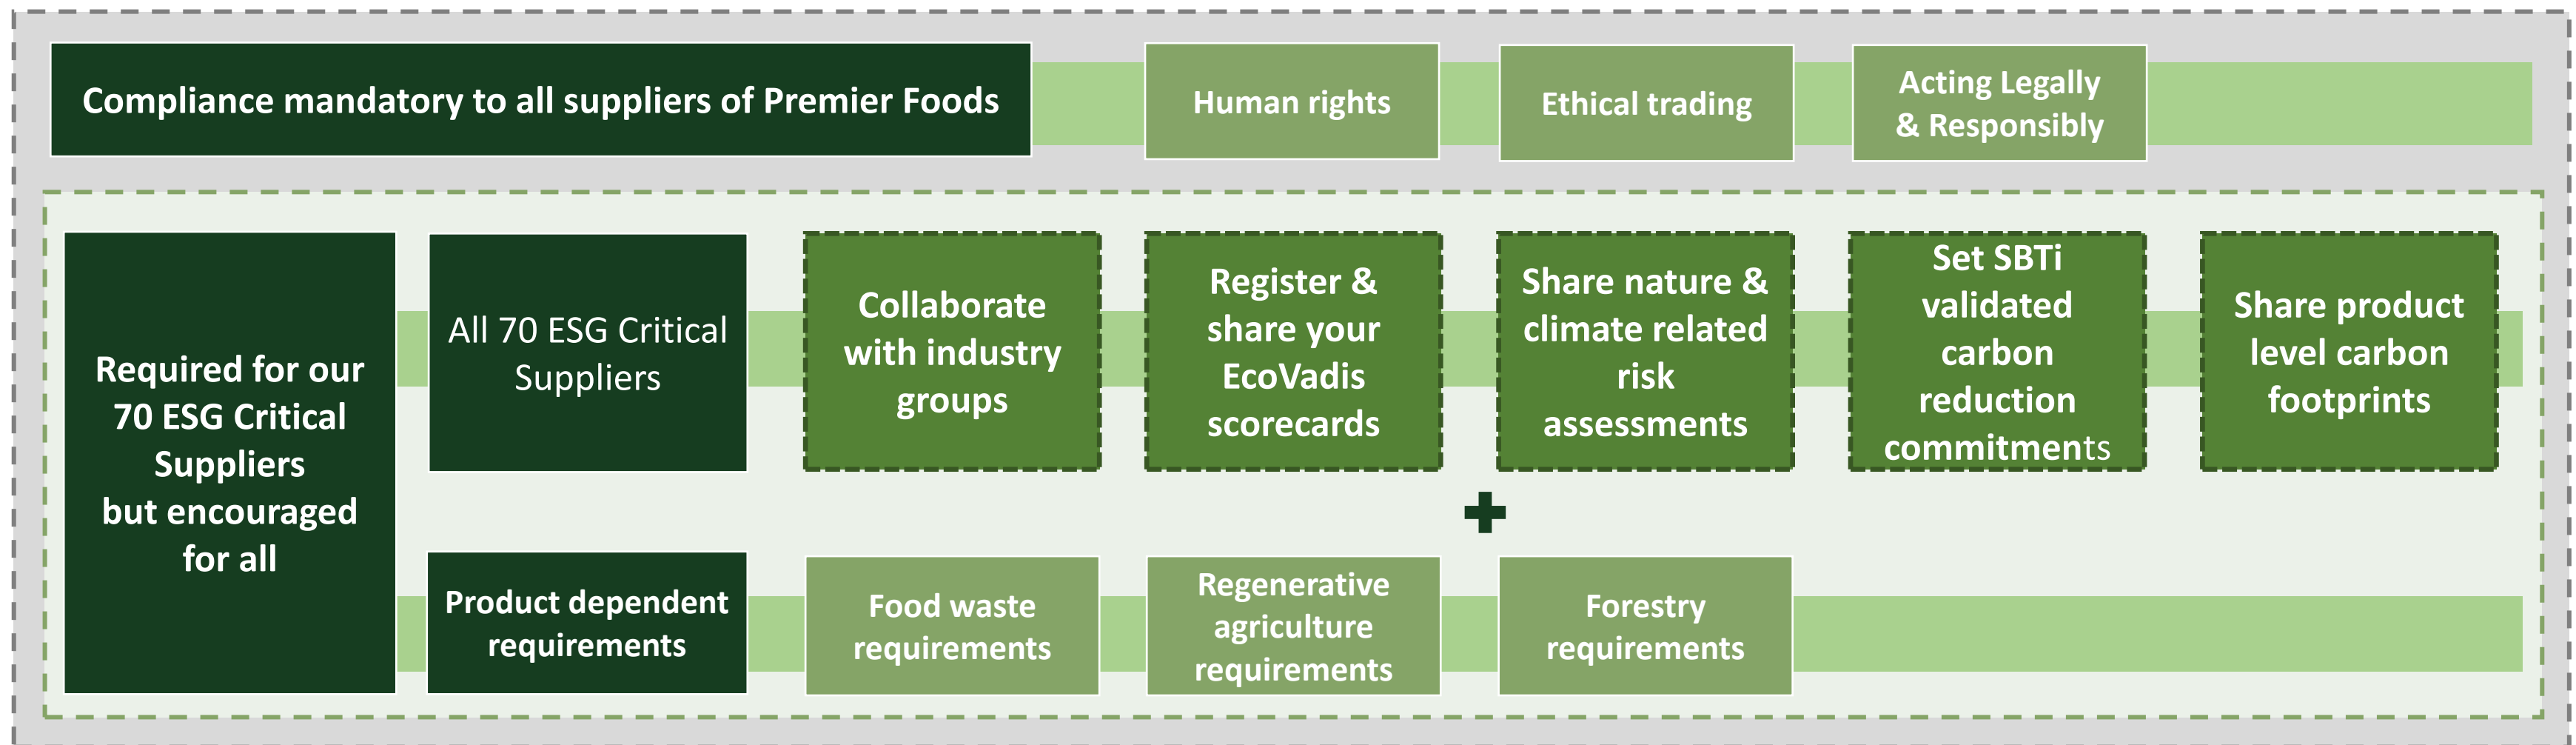 Compliance mandatory to all suppliers of Premier Foods
Human rights
Ethical trading
Acting Legally
& Responsibly
Required for our
70 ESG Critical
Suppliers
but encouraged
for all
All 70 ESG Critical
Suppliers
Collaborate
with industry
groups
Register &
share your
EcoVadis
scorecards
Share nature &
climate related
risk
assessments
Set SBTi
validated
carbon
reduction
commitments
Share product
level carbon
footprints
Product dependent
requirements
Food waste
requirements
Regenerative
agriculture
requirements
Forestry
requirements